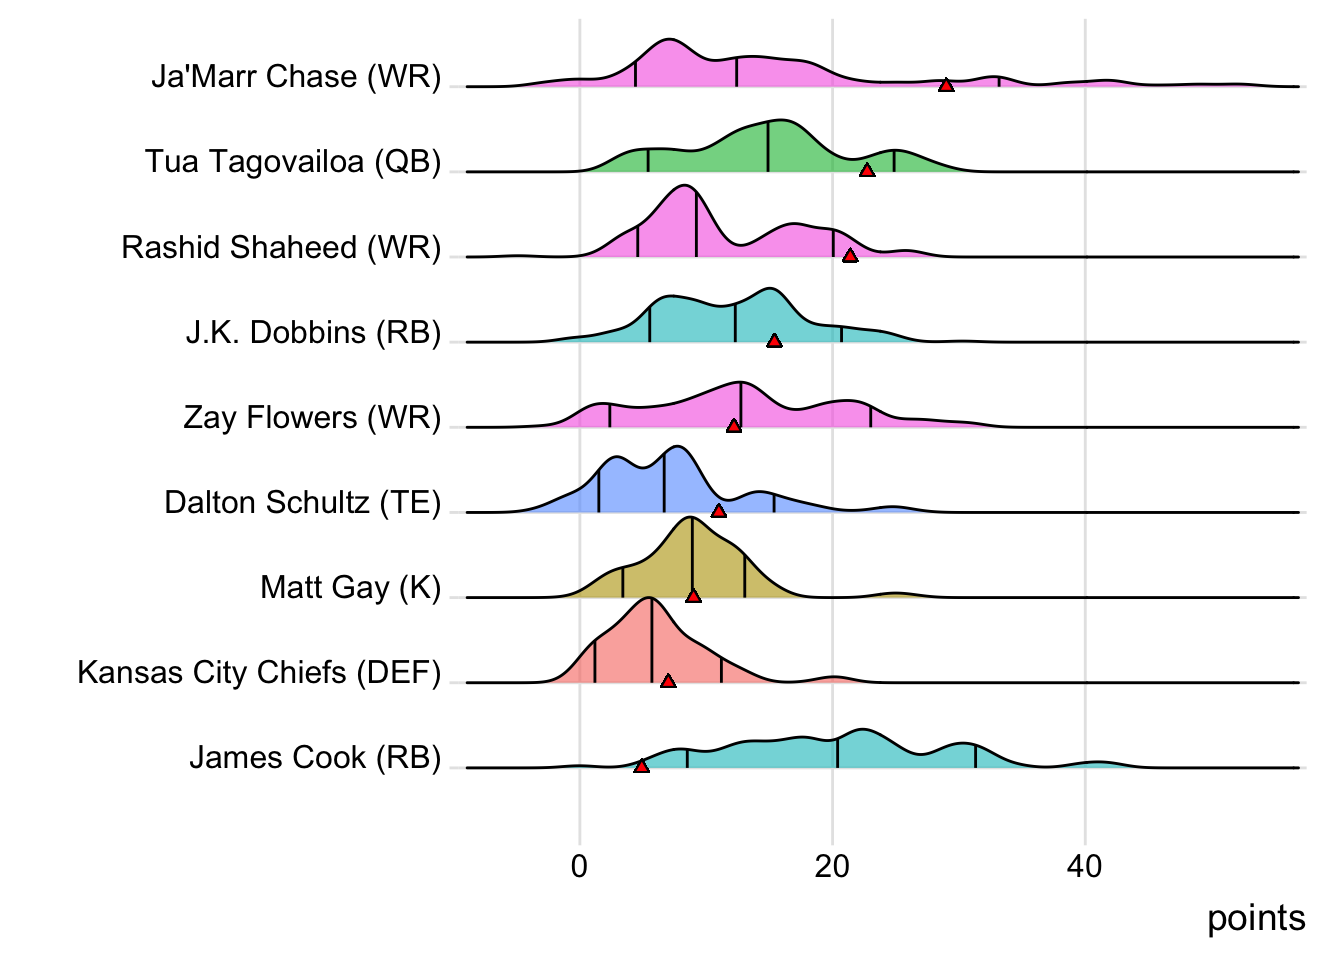 Ja'Marr Chase (WR)
Tua Tagovailoa (QB)
Rashid Shaheed (WR)
J.K. Dobbins (RB)
Zay Flowers (WR)
Dalton Schultz (TE)
Matt Gay (K)
Kansas City Chiefs (DEF)
James Cook (RB)
0 20 40
points